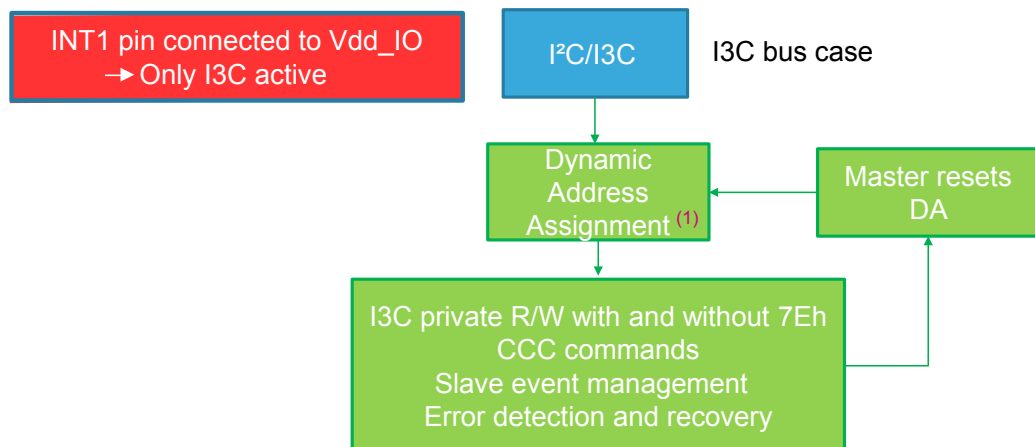 INT1 pin connected to Vdd_IO
→ Only I3C active
I²C/I3C
I3C bus case
Dynamic
Address
Assignment (1)
Master resets
DA
I3C private R/W with and without 7Eh
CCC commands
Slave event management
Error detection and recovery